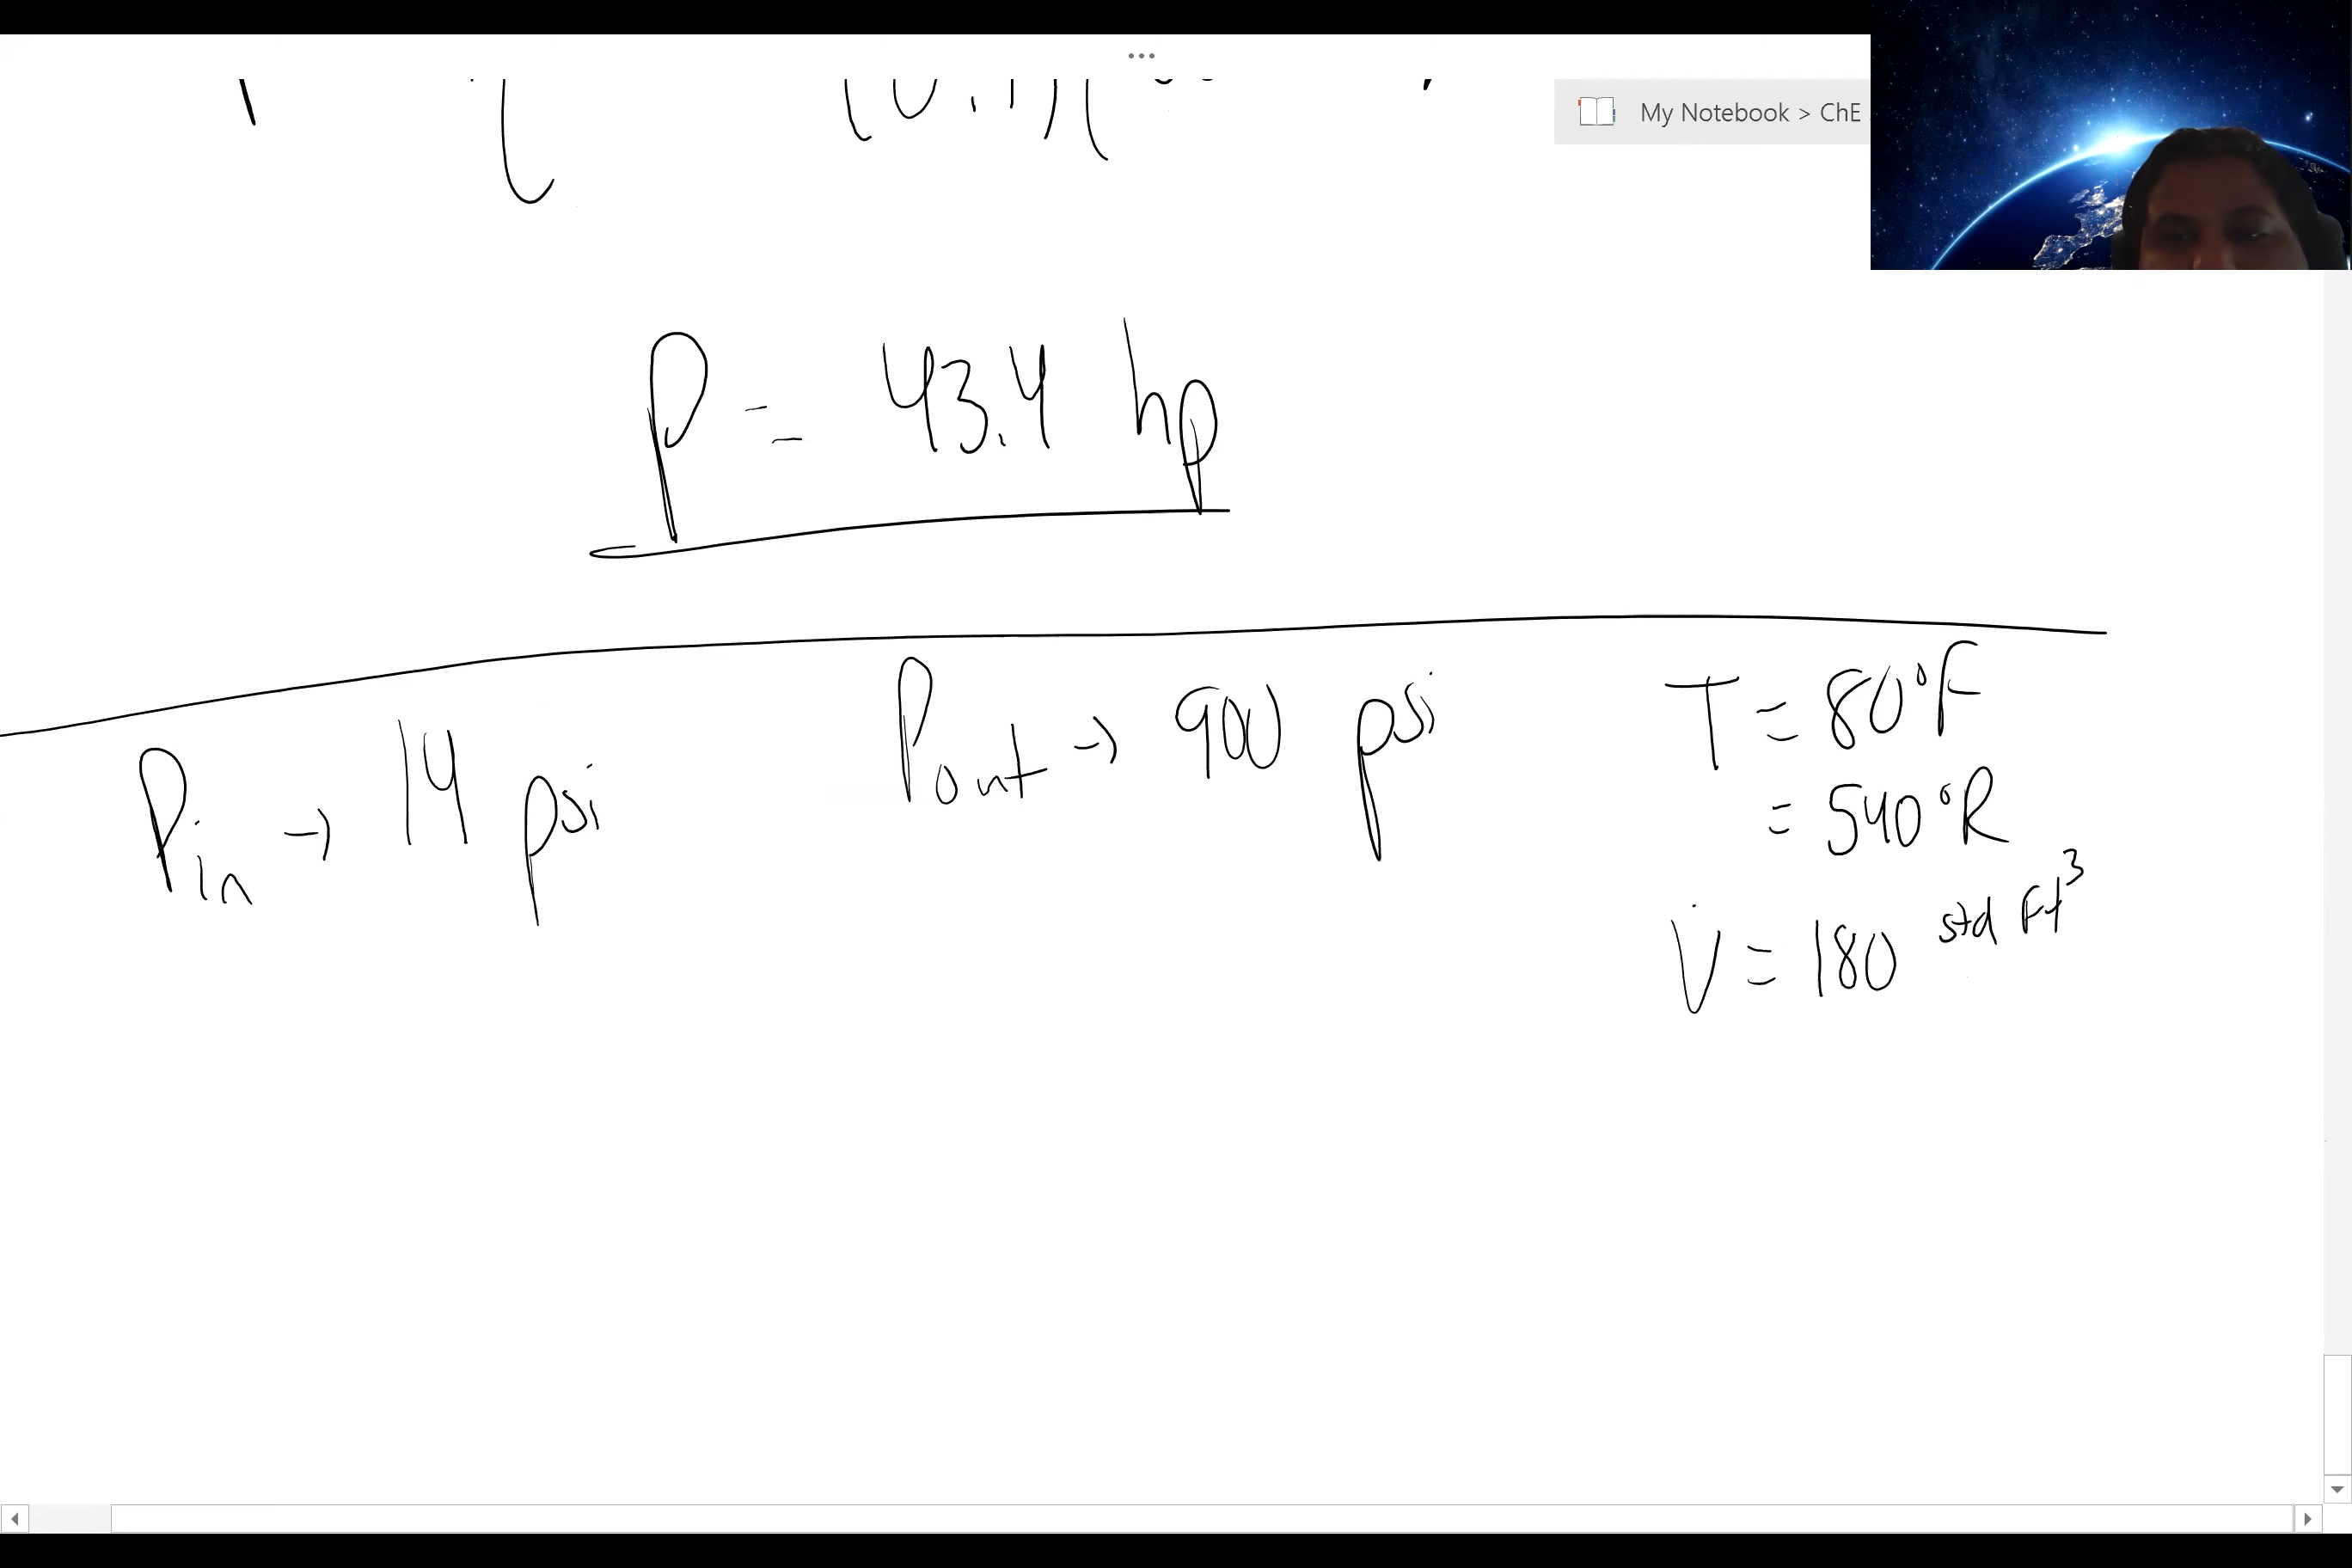 My Notebook > ChE
P = 43.4 hp
Pin → 14 psi
Pout → 900 psi
T = 80°F
= 540°R
V̇ = 180 std Ft³